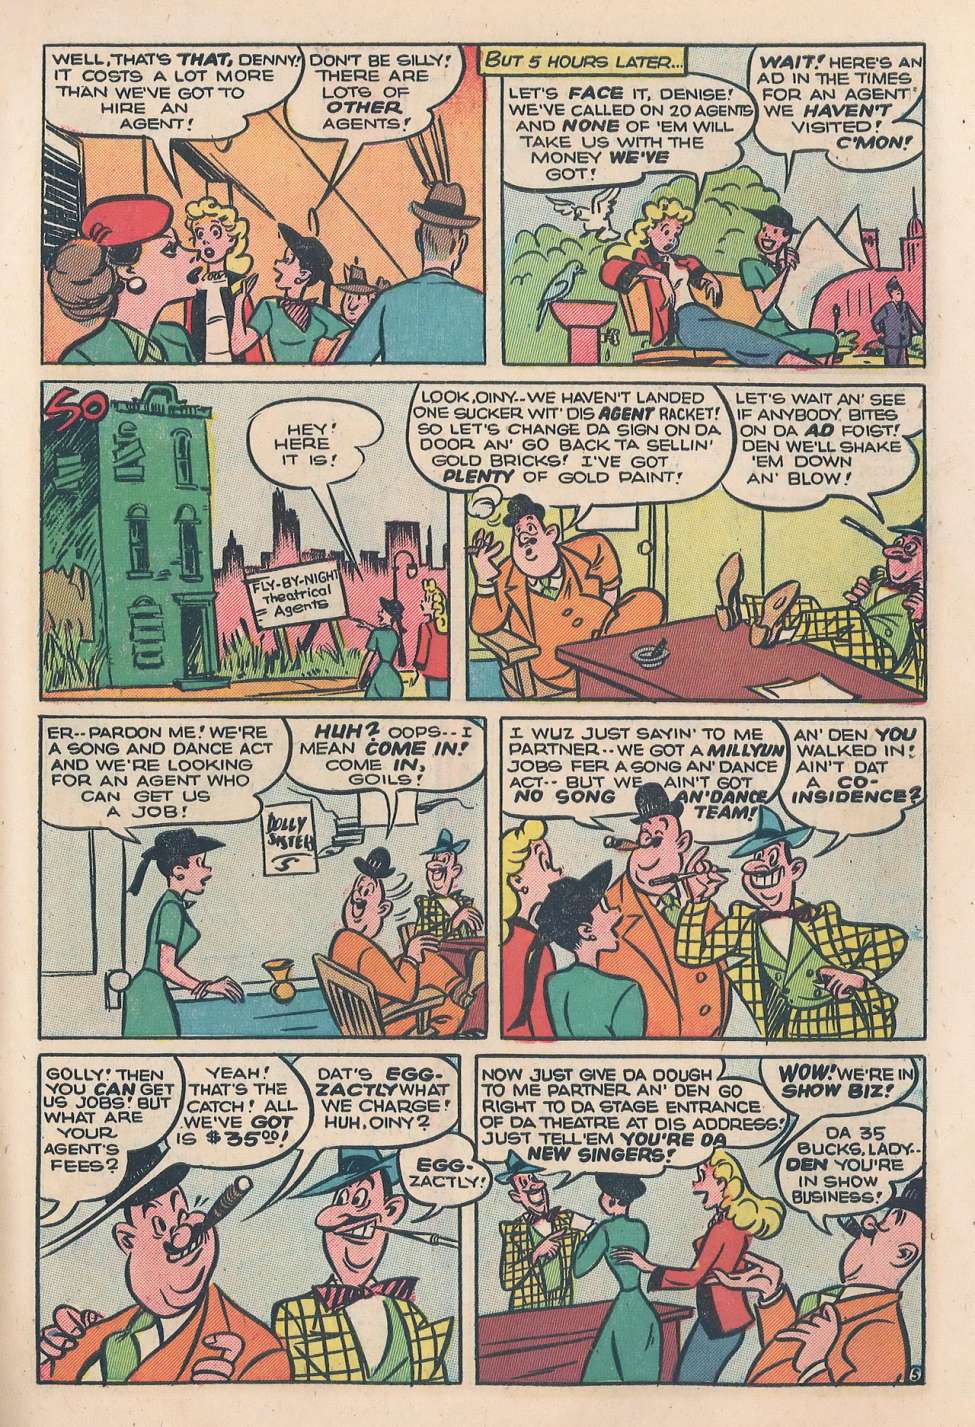 WELL, THAT'S THAT, DENNY!
IT COSTS A LOT MORE
THAN WE'VE GOT TO
HIRE AN
AGENT!
DON'T BE SILLY!
THERE ARE
LOTS OF
OTHER
AGENTS!
BUT 5 HOURS LATER...
LET'S FACE IT, DENISE!
WE'VE CALLED ON 20 AGENTS
AND NONE OF 'EM WILL
TAKE US WITH THE
MONEY WE'VE
GOT!
WAIT! HERE'S AN
AD IN THE TIMES
FOR AN AGENT
WE HAVEN'T
VISITED!
C'MON!
SO
HEY!
HERE
IT IS!
FLY-BY-NIGHT
Theatrical
Agents
LOOK, OINY-- WE HAVEN'T LANDED
ONE SUCKER WIT' DIS AGENT RACKET!
SO LET'S CHANGE DA SIGN ON DA
DOOR AN' GO BACK TA SELLIN'
GOLD BRICKS! I'VE GOT
PLENTY OF GOLD PAINT!
LET'S WAIT AN' SEE
IF ANYBODY BITES
ON DA AD FOIST!
DEN WE'LL SHAKE
'EM DOWN
AN' BLOW!
ER-- PARDON ME! WE'RE
A SONG AND DANCE ACT
AND WE'RE LOOKING
FOR AN AGENT WHO
CAN GET US
A JOB!
HUH? OOPS-- I
MEAN COME IN!
COME IN,
GOILS!
DOLLY
SISTERS
I WUZ JUST SAYIN' TO ME
PARTNER-- WE GOT A MILLYUN
JOBS FER A SONG AN' DANCE
ACT-- BUT WE AIN'T GOT
NO SONG AN' DANCE
TEAM!
AN' DEN YOU
WALKED IN!
AIN'T DAT
A CO-
INSIDENCE?
GOLLY! THEN
YOU CAN GET
US JOBS! BUT
WHAT ARE
YOUR
AGENT'S
FEES?
YEAH!
THAT'S THE
CATCH! ALL
WE'VE GOT
IS $35.00!
DAT'S EGG-
ZACTLY WHAT
WE CHARGE!
HUH, OINY?
EGG-
ZACTLY!
NOW JUST GIVE DA DOUGH
TO ME PARTNER AN' DEN GO
RIGHT TO DA STAGE ENTRANCE
OF DA THEATRE AT DIS ADDRESS!
JUST TELL 'EM YOU'RE DA
NEW SINGERS!
WOW! WE'RE IN
SHOW BIZ!
DA 35
BUCKS, LADY--
DEN YOU'RE
IN SHOW
BUSINESS!
5